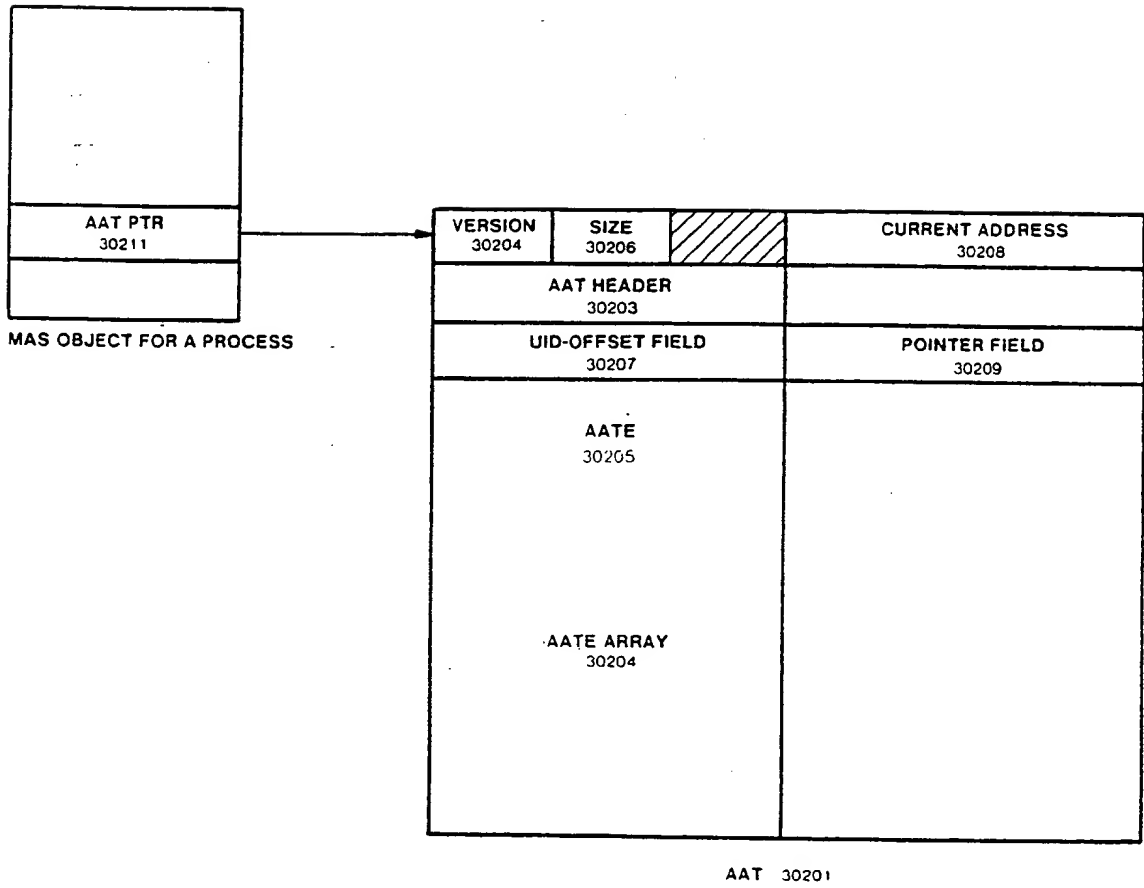 AAT PTR
30211
MAS OBJECT FOR A PROCESS
VERSION
30204
SIZE
30206
CURRENT ADDRESS
30208
AAT HEADER
30203
UID-OFFSET FIELD
30207
POINTER FIELD
30209
AATE
30205
AATE ARRAY
30204
AAT 30201